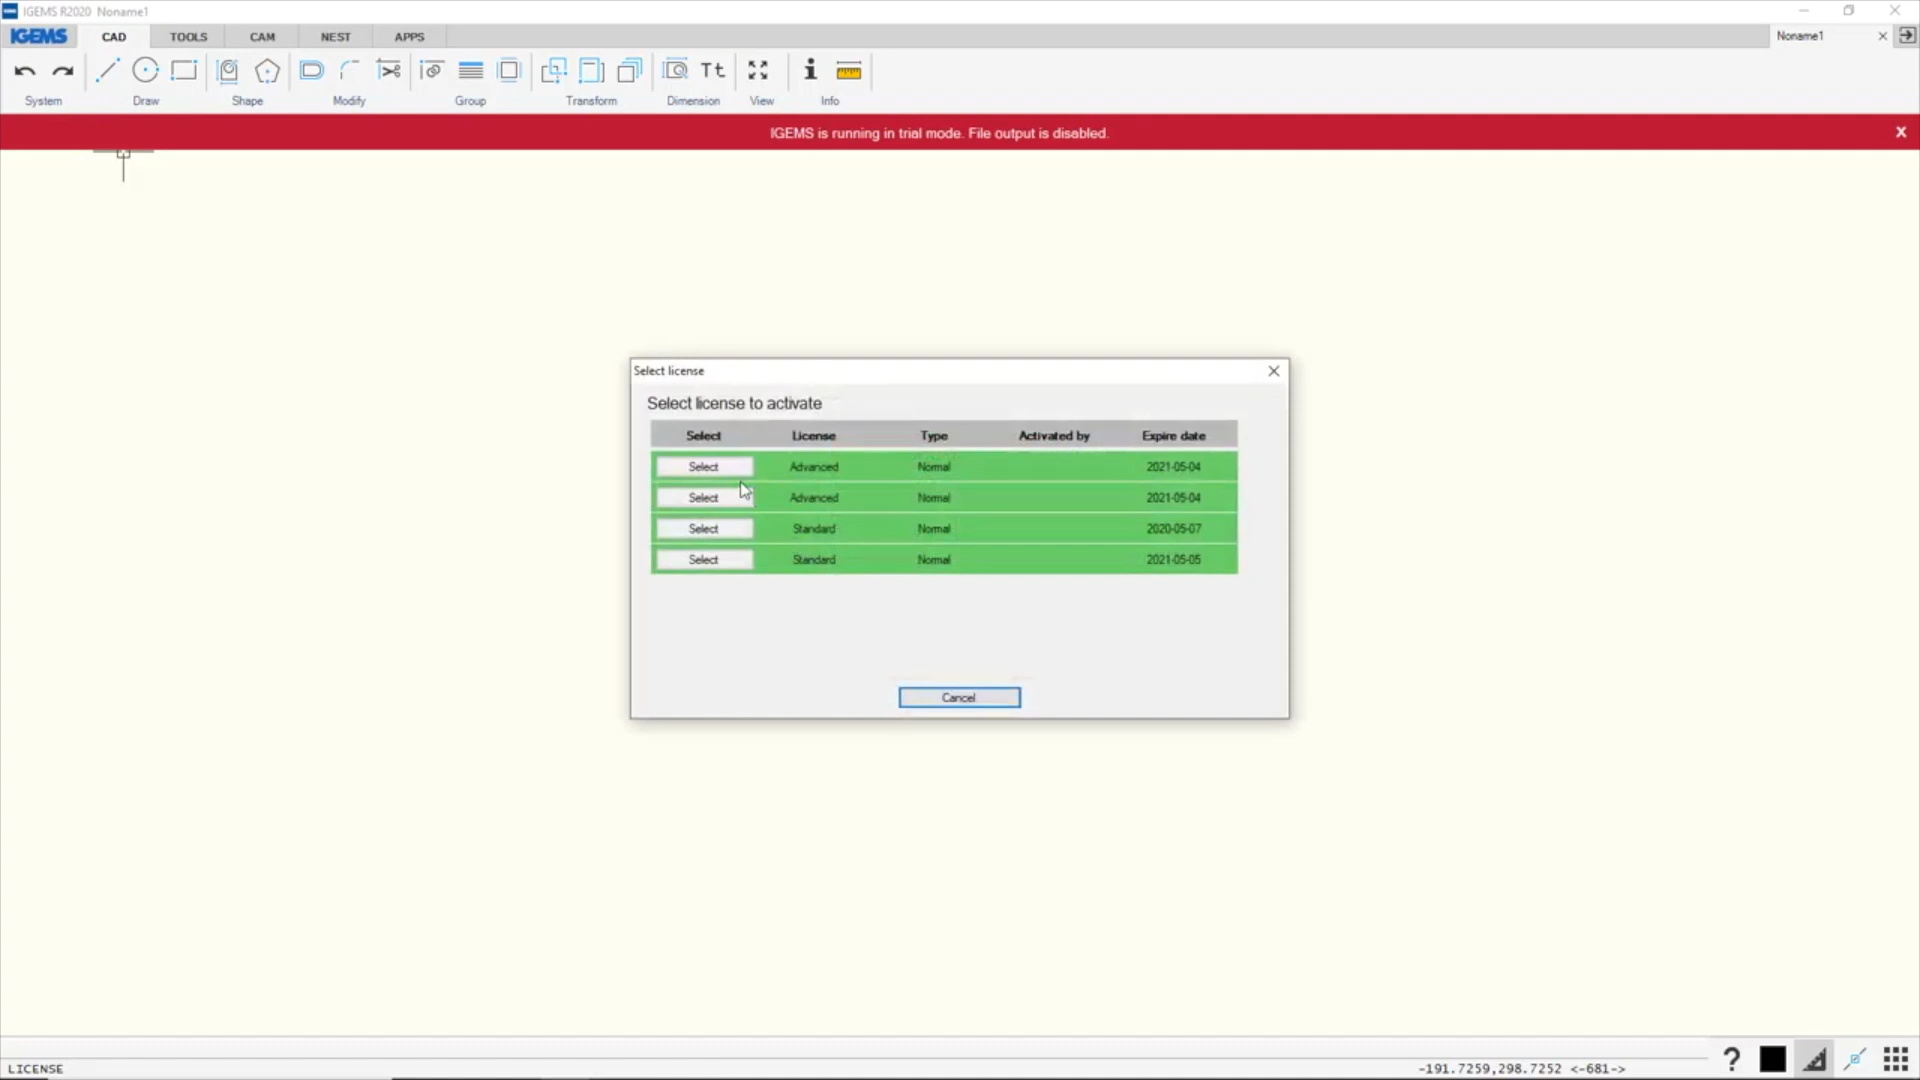 IGEMS R2020 Noname1
IGEMS CAD TOOLS CAM NEST APPS Noname1
Tt
System Draw Shape Modify Group Transform Dimension View Info
IGEMS is running in trial mode. File output is disabled. X
Select license
Select license to activate
Select License Type Activated by Expire date
Select Advanced Normal 2021-05-04
Select Advanced Normal 2021-05-04
Select Standard Normal 2020-05-07
Select Standard Normal 2021-05-05
Cancel
LICENSE -191.7259,298.7252 <-681-> ?